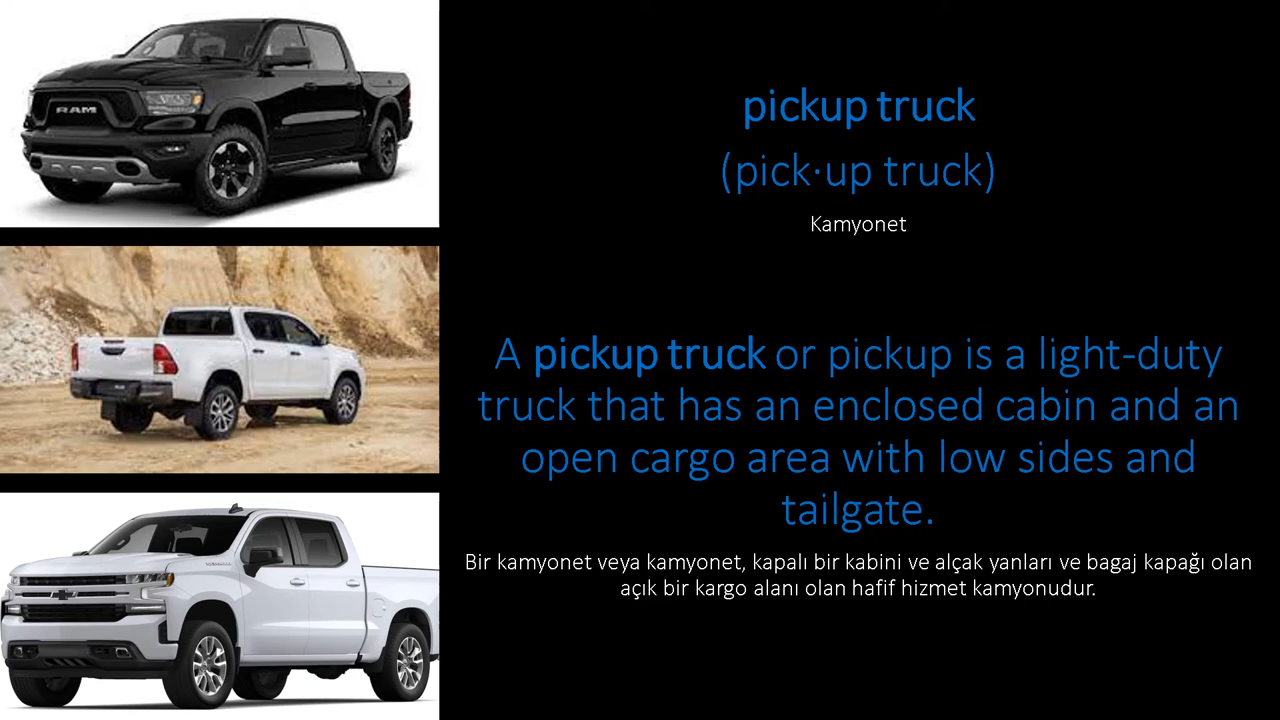 RAM
pickup truck
(pick·up truck)
Kamyonet
A pickup truck or pickup is a light-duty
truck that has an enclosed cabin and an
open cargo area with low sides and
tailgate.
Bir kamyonet veya kamyonet, kapalı bir kabini ve alçak yanları ve bagaj kapağı olan
açık bir kargo alanı olan hafif hizmet kamyonudur.